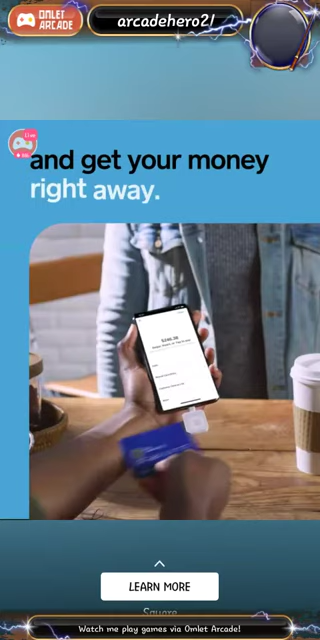 OMLET
ARCADE
arcadehero21
Live
and get your money
right away.
LEARN MORE
Square
Watch me play games via Omlet Arcade!